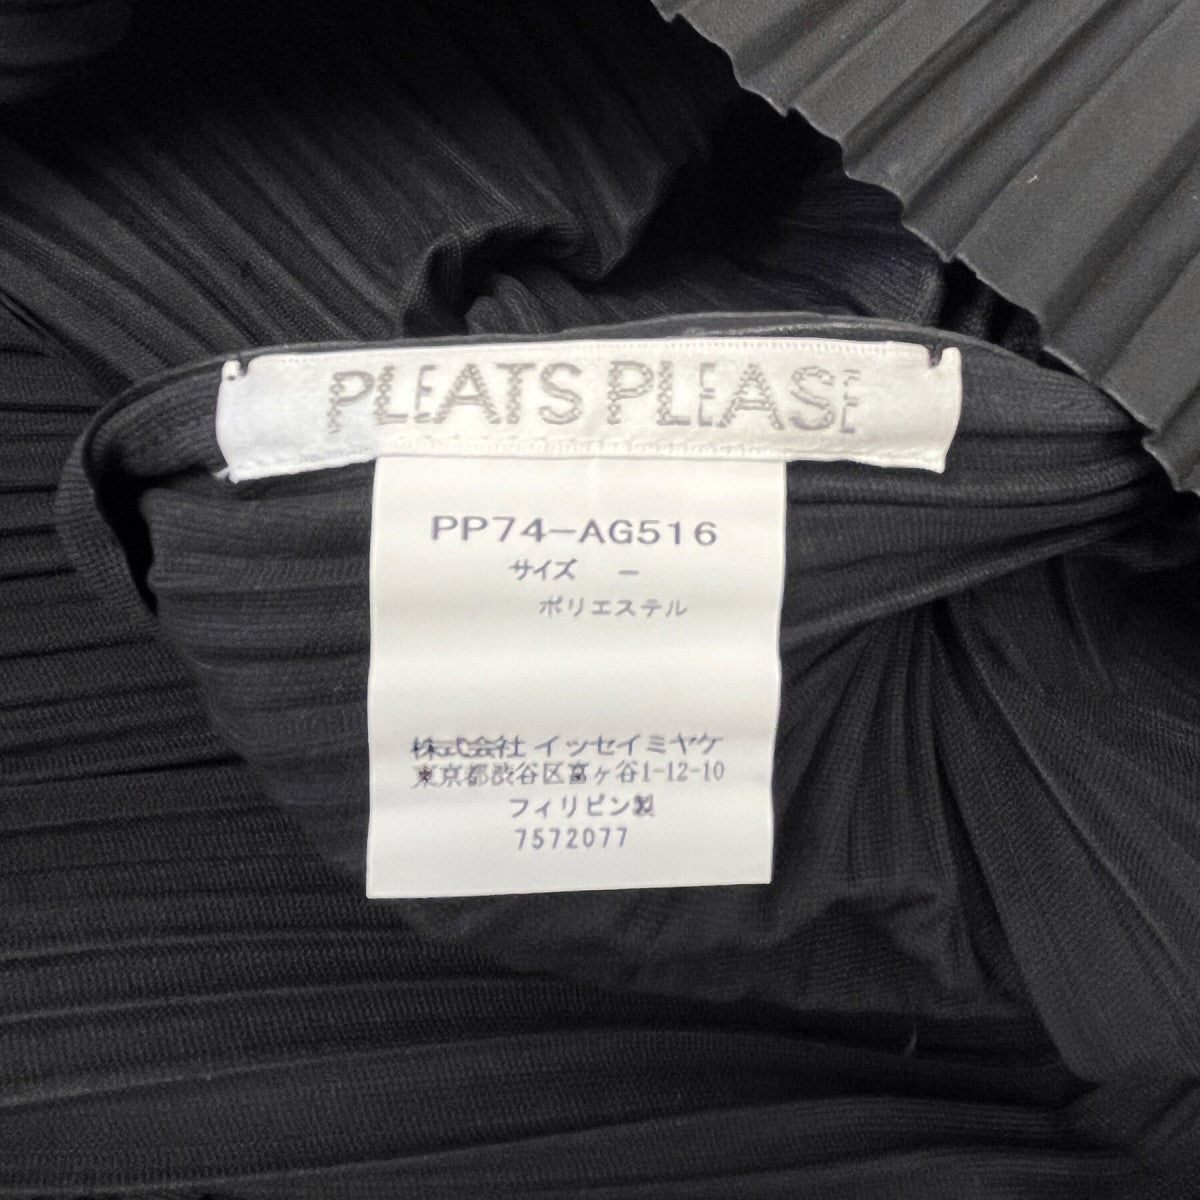 PLEATS PLEASE
PP74-AG516
サイズ －
ポリエステル
株式会社 イッセイミヤケ
東京都渋谷区富ヶ谷1-12-10
フィリピン製
7572077